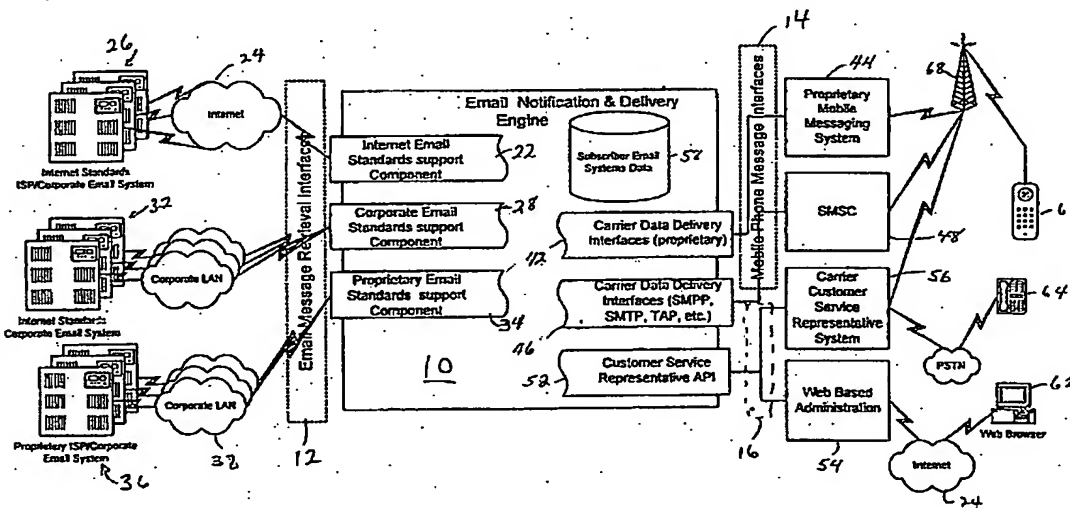 26
24
Internet
Internet Standards
ISP/Corporate Email System
32
Corporate LAN
Internet Standards
Corporate Email System
Corporate LAN
32
Proprietary ISP/Corporate
Email System
36
Email Message Retrieval Interfaces
12
Email Notification & Delivery
Engine
Internet Email
Standards support
Component
22
Corporate Email
Standards support
Component
28
Proprietary Email
Standards support
Component
34
10
Subscriber Email
Systems Data
Carrier Data Delivery
Interfaces (proprietary)
42
Carrier Data Delivery
Interfaces (SMPP,
SMTP, TAP, etc.)
46
Customer Service
Representative API
52
14
Mobile Phone Message Interfaces
16
44
Proprietary
Mobile
Messaging
System
SMSC
48
Carrier
Customer
Service
Representative
System
56
Web Based
Administration
54
68
64
PSTN
62
Web Browser
Internet
24